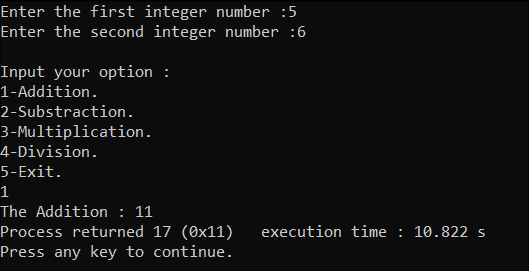 Enter the first integer number :5
Enter the second integer number :6
Input your option :
1-Addition.
2-Substraction.
3-Multiplication.
4-Division.
5-Exit.
1
The Addition : 11
Process returned 17 (0x11)   execution time : 10.822 s
Press any key to continue.